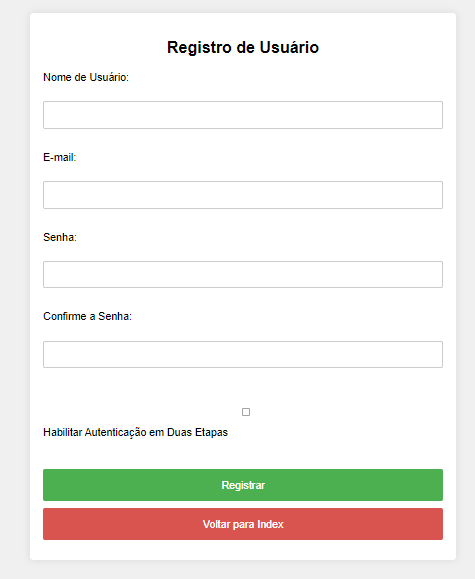 Registro de Usuário
Nome de Usuário:
E-mail:
Senha:
Confirme a Senha:
Habilitar Autenticação em Duas Etapas
Registrar
Voltar para Index